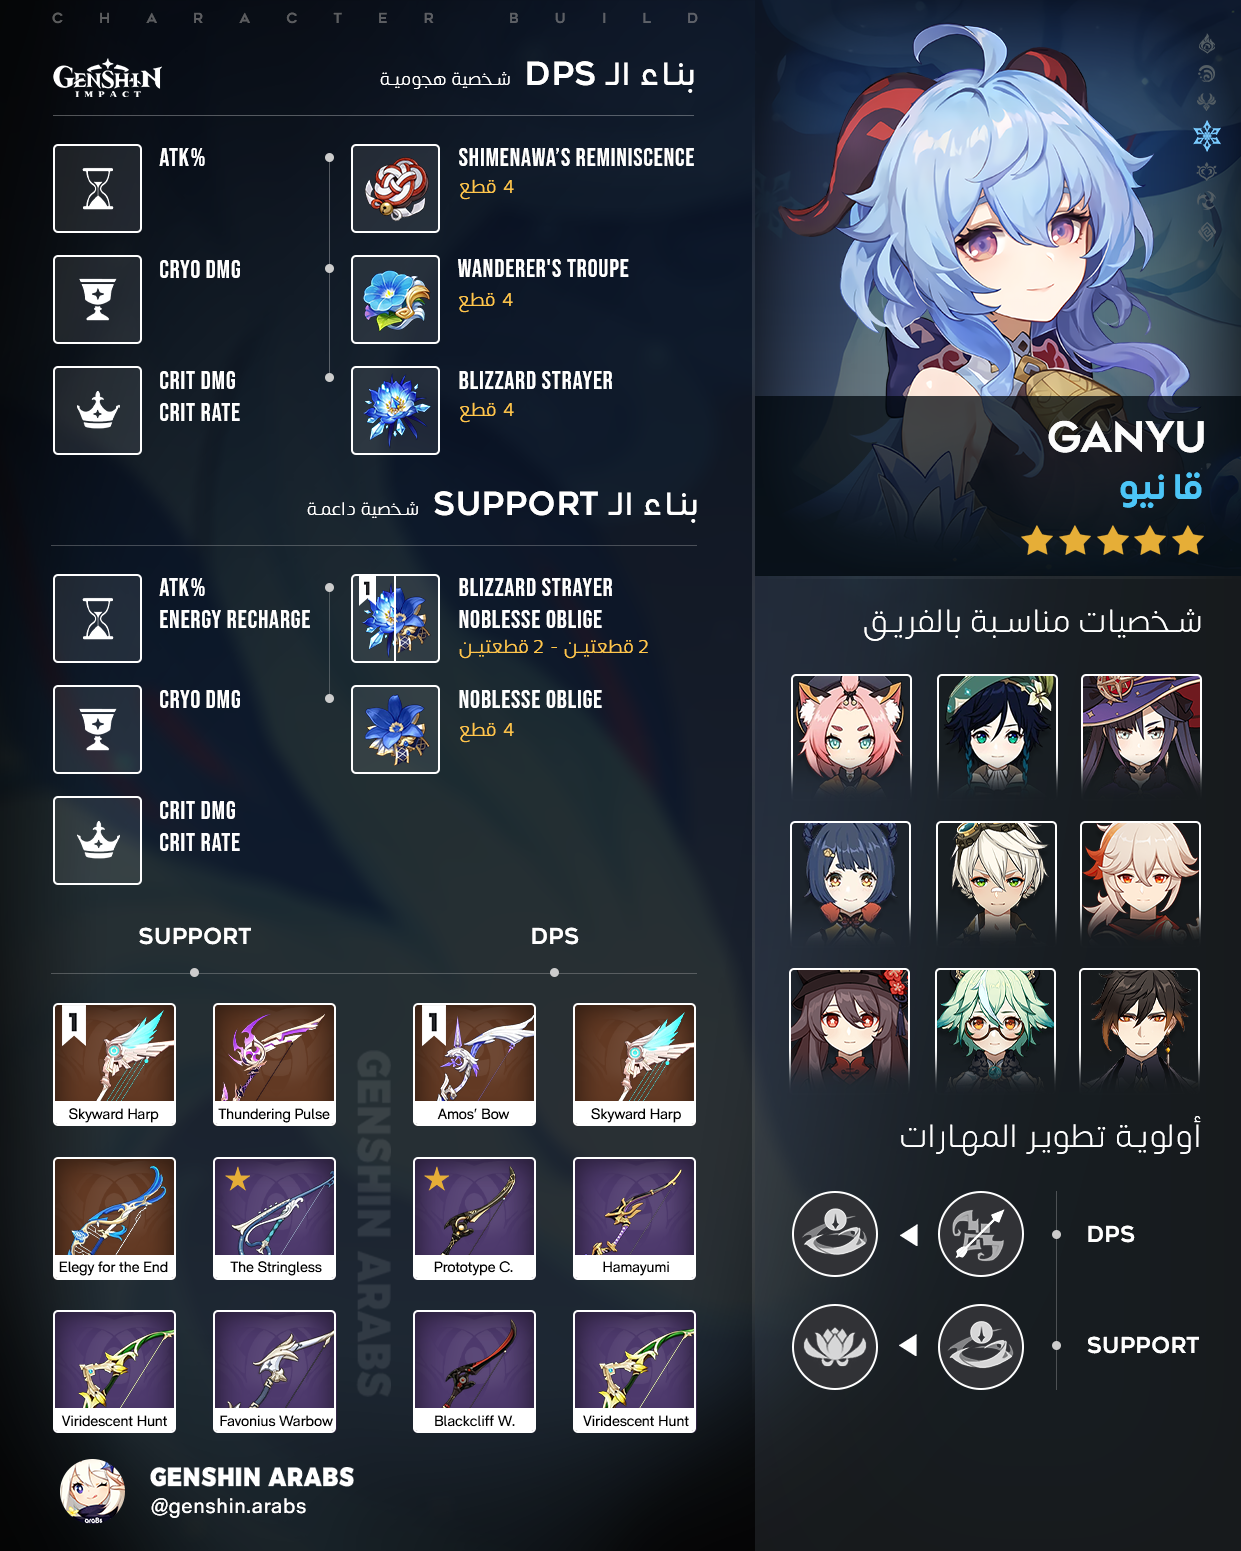 CHARACTER BUILD
GENSHIN
IMPACT
بناء الـ DPS شخصية هجومية
ATK%
SHIMENAWA'S REMINISCENCE
4 قطع
CRYO DMG
WANDERER'S TROUPE
4 قطع
CRIT DMG
CRIT RATE
BLIZZARD STRAYER
4 قطع
بناء الـ SUPPORT شخصية داعمة
ATK%
ENERGY RECHARGE
1
BLIZZARD STRAYER
NOBLESSE OBLIGE
2 قطعتين - 2 قطعتين
CRYO DMG
NOBLESSE OBLIGE
4 قطع
CRIT DMG
CRIT RATE
SUPPORT
DPS
1
Skyward Harp
Thundering Pulse
1
Amos' Bow
Skyward Harp
Elegy for the End
The Stringless
Prototype C.
Hamayumi
Viridescent Hunt
Favonius Warbow
Blackcliff W.
Viridescent Hunt
GENSHIN ARABS
GENSHIN ARABS
@genshin.arabs
araBs
GANYU
قا نيو
شخصيات مناسبة بالفريق
أولوية تطوير المهارات
DPS
SUPPORT